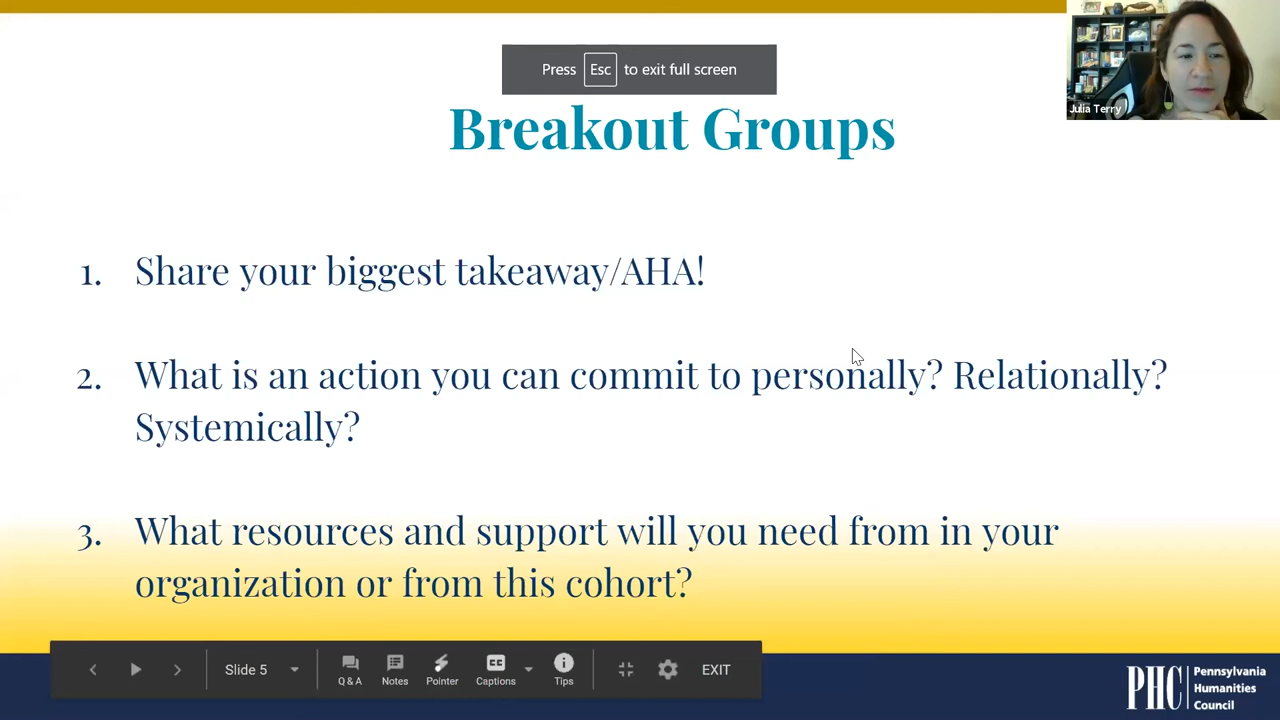 Press Esc to exit full screen
Julia Terry
Breakout Groups
1. Share your biggest takeaway/AHA!
2. What is an action you can commit to personally? Relationally?
Systemically?
3. What resources and support will you need from in your
organization or from this cohort?
Slide 5
Q & A
Notes
Pointer
CC
Captions
Tips
EXIT
PHC
Pennsylvania
Humanities
Council